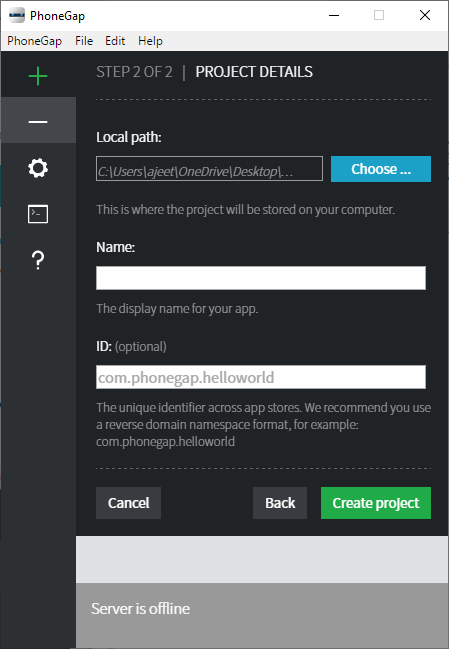 PhoneGap
PhoneGap File Edit Help
STEP 2 OF 2 | PROJECT DETAILS
Local path:
C:\Users\ajeet\OneDrive\Desktop\...
Choose ...
This is where the project will be stored on your computer.
Name:
The display name for your app.
ID: (optional)
com.phonegap.helloworld
The unique identifier across app stores. We recommend you use
a reverse domain namespace format, for example:
com.phonegap.helloworld
Cancel Back Create project
Server is offline